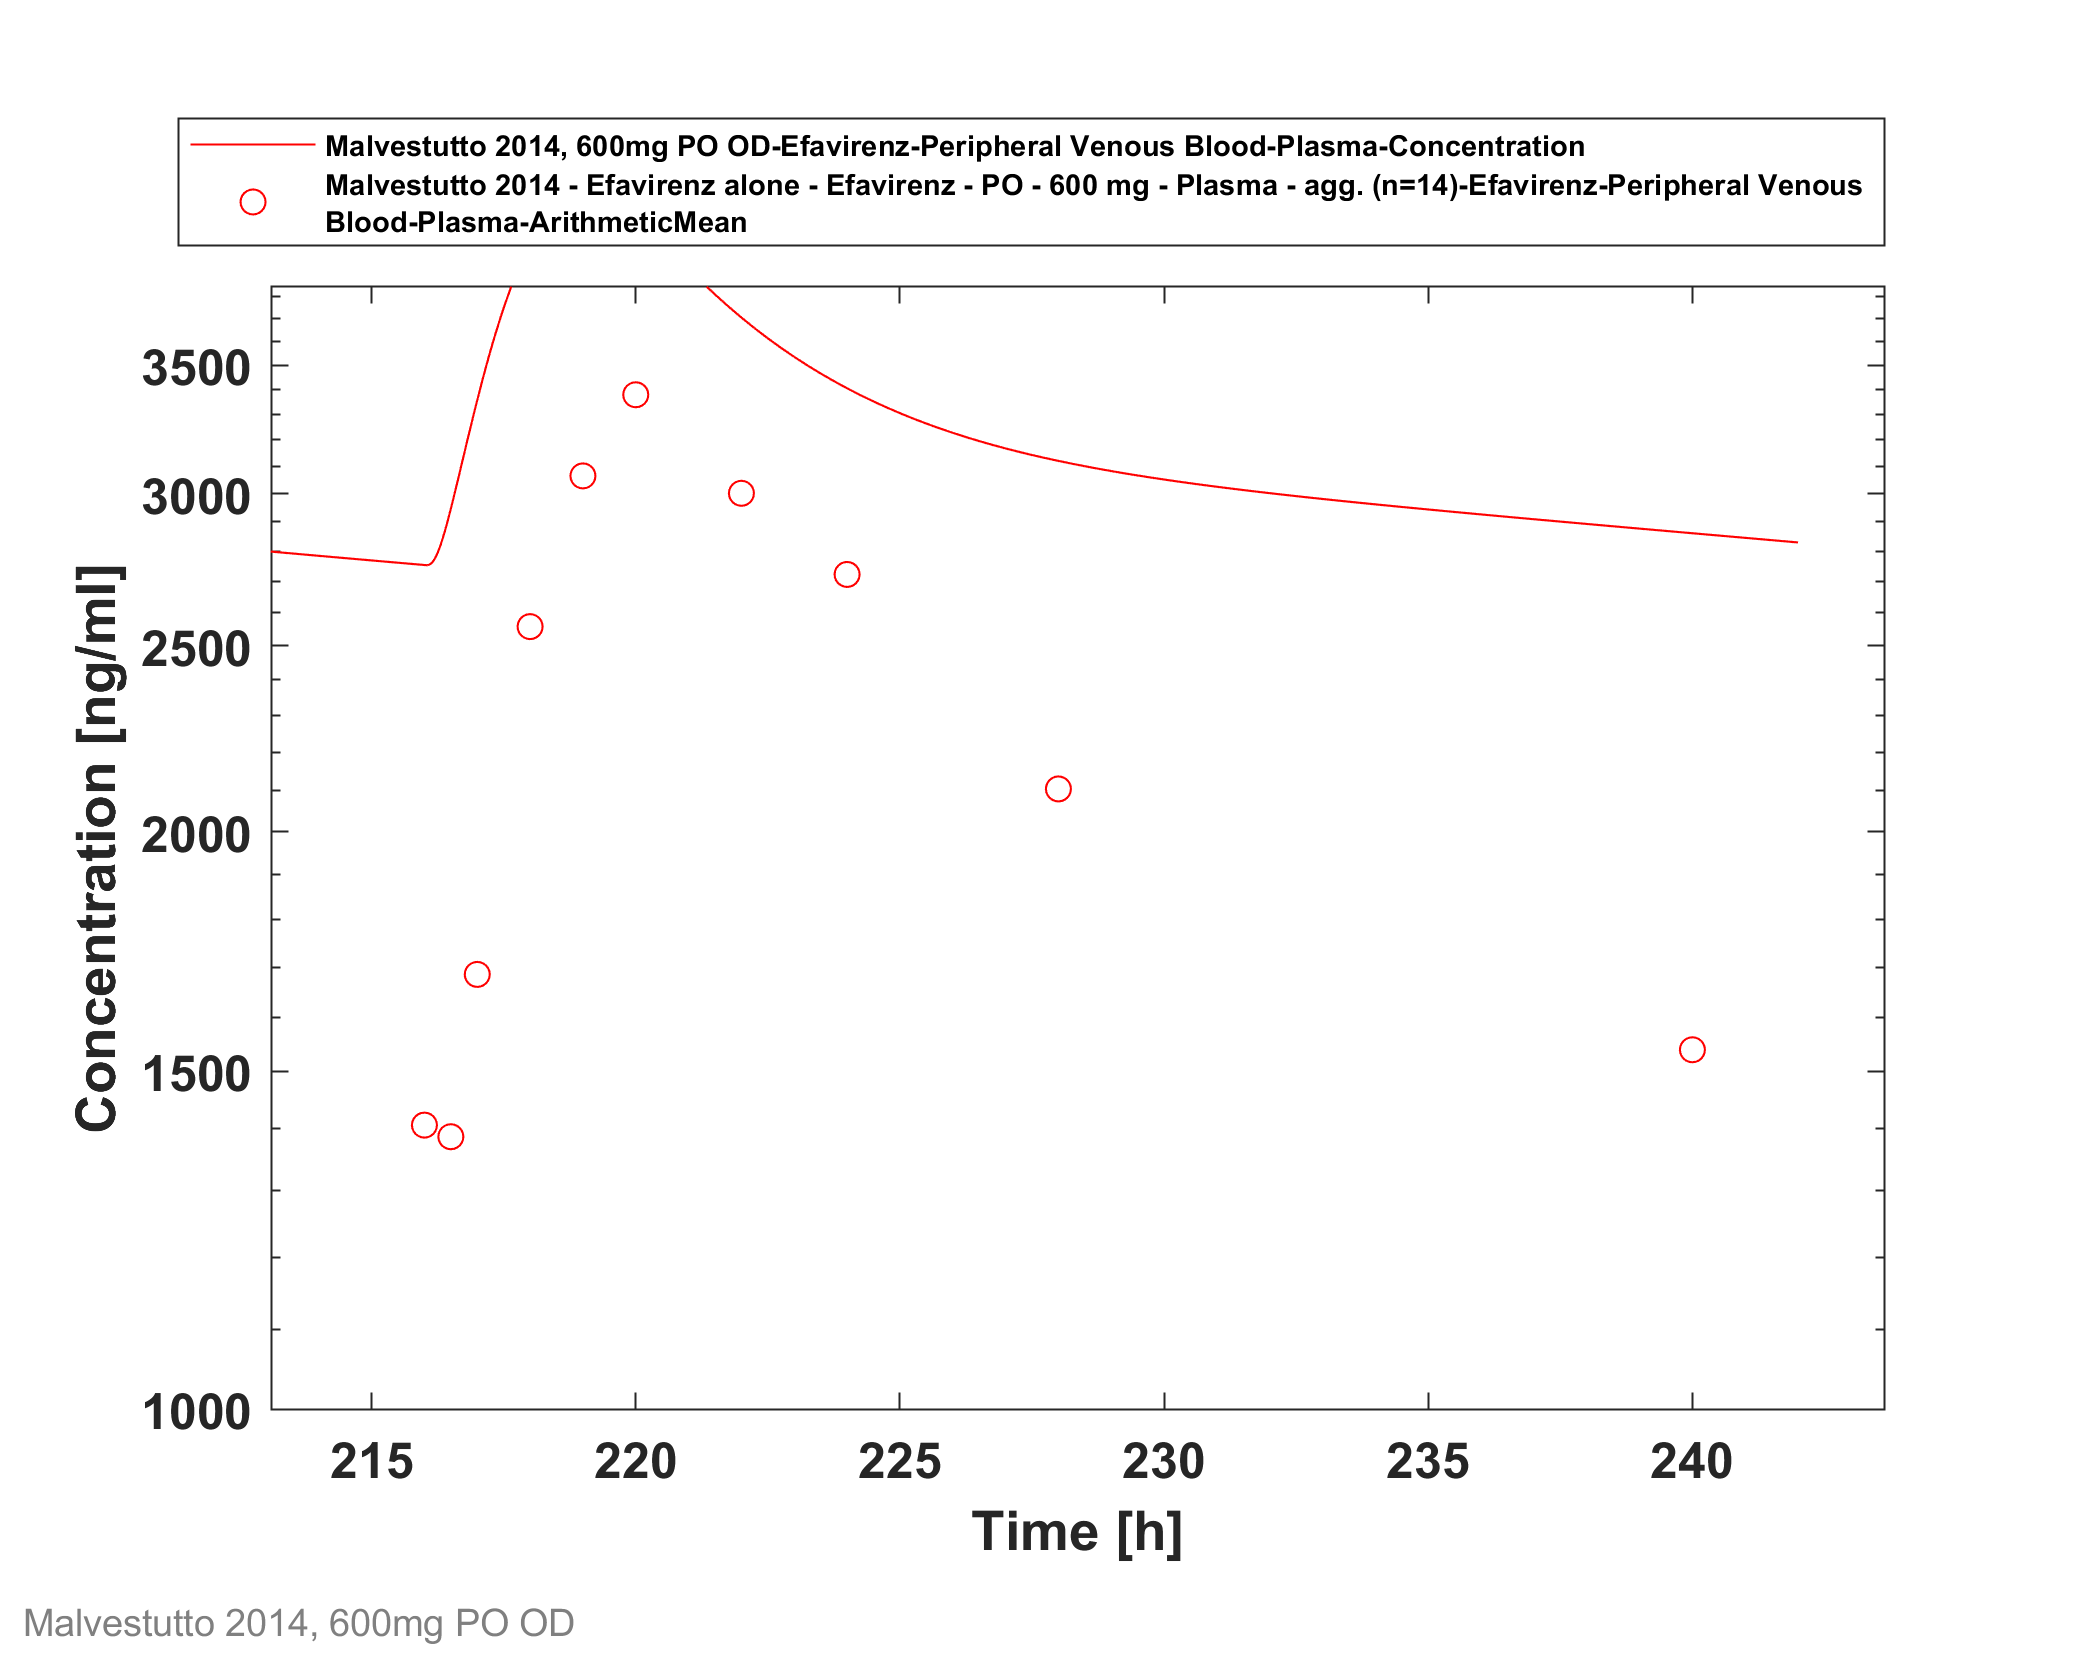 Malvestutto 2014, 600mg PO OD-Efavirenz-Peripheral Venous Blood-Plasma-Concentration
Malvestutto 2014 - Efavirenz alone - Efavirenz - PO - 600 mg - Plasma - agg. (n=14)-Efavirenz-Peripheral Venous
Blood-Plasma-ArithmeticMean
3500
3000
2500
2000
1500
1000
Concentration [ng/ml]
215 220 225 230 235 240
Time [h]
Malvestutto 2014, 600mg PO OD